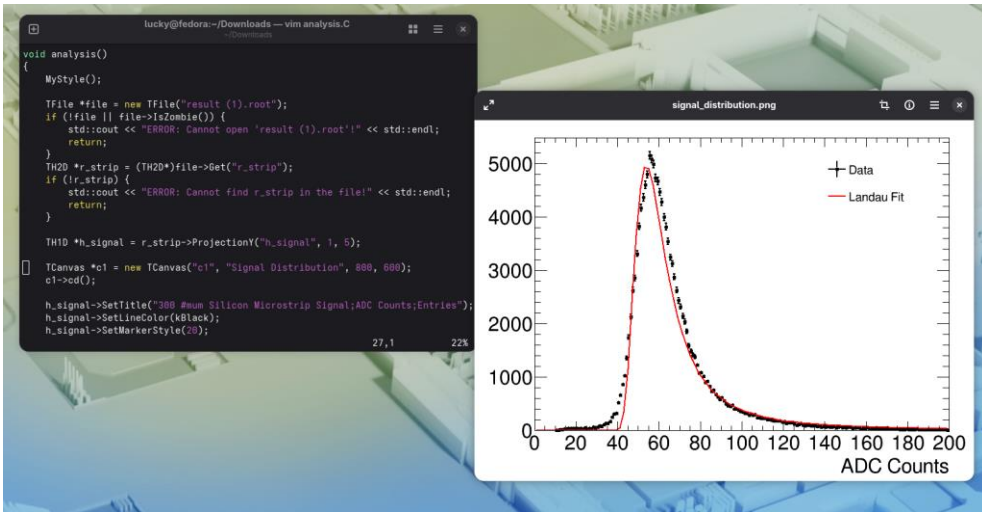 lucky@fedora:~/Downloads — vim analysis.C
~/Downloads
void analysis()
{
MyStyle();
TFile *file = new TFile("result (1).root");
if (!file || file->IsZombie()) {
std::cout << "ERROR: Cannot open 'result (1).root'!" << std::endl;
return;
}
TH2D *r_strip = (TH2D*)file->Get("r_strip");
if (!r_strip) {
std::cout << "ERROR: Cannot find r_strip in the file!" << std::endl;
return;
}
TH1D *h_signal = r_strip->ProjectionY("h_signal", 1, 5);
TCanvas *c1 = new TCanvas("c1", "Signal Distribution", 800, 600);
c1->cd();
h_signal->SetTitle("300 #mum Silicon Microstrip Signal;ADC Counts;Entries");
h_signal->SetLineColor(kBlack);
h_signal->SetMarkerStyle(20);
27,1 22%
signal_distribution.png
5000
4000
3000
2000
1000
0
Data
Landau Fit
0 20 40 60 80 100 120 140 160 180 200
ADC Counts